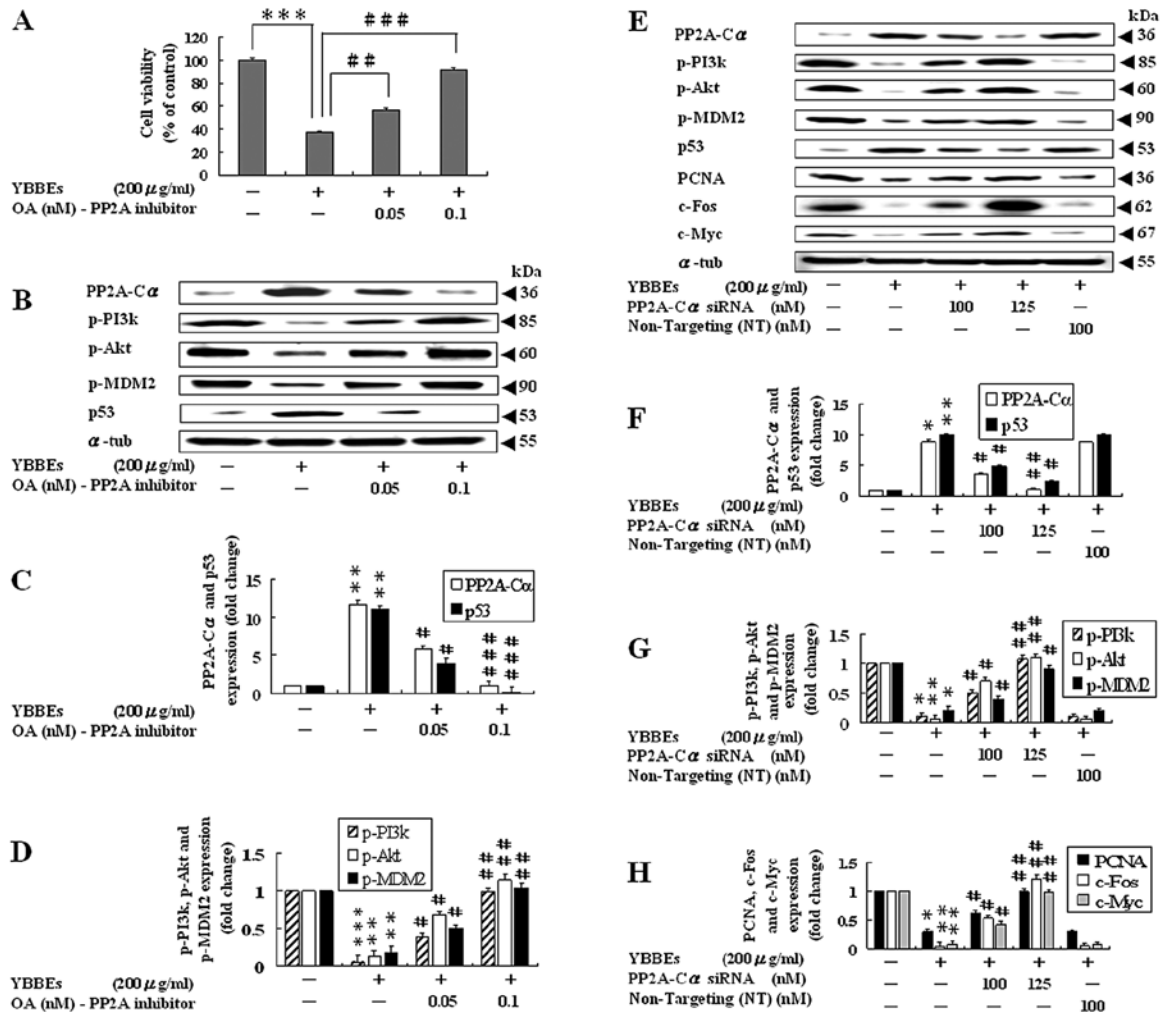 A
***
###
##
Cell viability
(% of control)
120
100
80
60
40
20
0
YBBEs (200 μg/ml) – + + +
OA (nM) - PP2A inhibitor – – 0.05 0.1
B
kDa
PP2A-Cα 36
p-PI3k 85
p-Akt 60
p-MDM2 90
p53 53
α-tub 55
YBBEs (200 μg/ml) – + + +
OA (nM) - PP2A inhibitor – – 0.05 0.1
C
PP2A-Cα and p53
expression (fold change)
15
10
5
0
** ** # # ### ###
PP2A-Cα
p53
YBBEs (200 μg/ml) – + + +
OA (nM) - PP2A inhibitor – – 0.05 0.1
D
p-PI3k, p-Akt and
p-MDM2 expression
(fold change)
1.5
1
0.5
0
p-PI3k
p-Akt
p-MDM2
*** ** ** # # # ## ## ##
YBBEs (200 μg/ml) – + + +
OA (nM) - PP2A inhibitor – – 0.05 0.1
E
kDa
PP2A-Cα 36
p-PI3k 85
p-Akt 60
p-MDM2 90
p53 53
PCNA 36
c-Fos 62
c-Myc 67
α-tub 55
YBBEs (200 μg/ml) – + + + +
PP2A-Cα siRNA (nM) – – 100 125 –
Non-Targeting (NT) (nM) – – – – 100
F
PP2A-Cα and
p53 expression
(fold change)
15
10
5
0
* ** # # ## #
PP2A-Cα
p53
YBBEs (200 μg/ml) – + + + +
PP2A-Cα siRNA (nM) – – 100 125 –
Non-Targeting (NT) (nM) – – – – 100
G
p-PI3k, p-Akt
and p-MDM2
expression
(fold change)
1.5
1
0.5
0
* ** * # # # ## ## #
p-PI3k
p-Akt
p-MDM2
YBBEs (200 μg/ml) – + + + +
PP2A-Cα siRNA (nM) – – 100 125 –
Non-Targeting (NT) (nM) – – – – 100
H
PCNA, c-Fos
and c-Myc
expression
(fold change)
1.5
1
0.5
0
* ** ** # # # ## ## ##
PCNA
c-Fos
c-Myc
YBBEs (200 μg/ml) – + + + +
PP2A-Cα siRNA (nM) – – 100 125 –
Non-Targeting (NT) (nM) – – – – 100